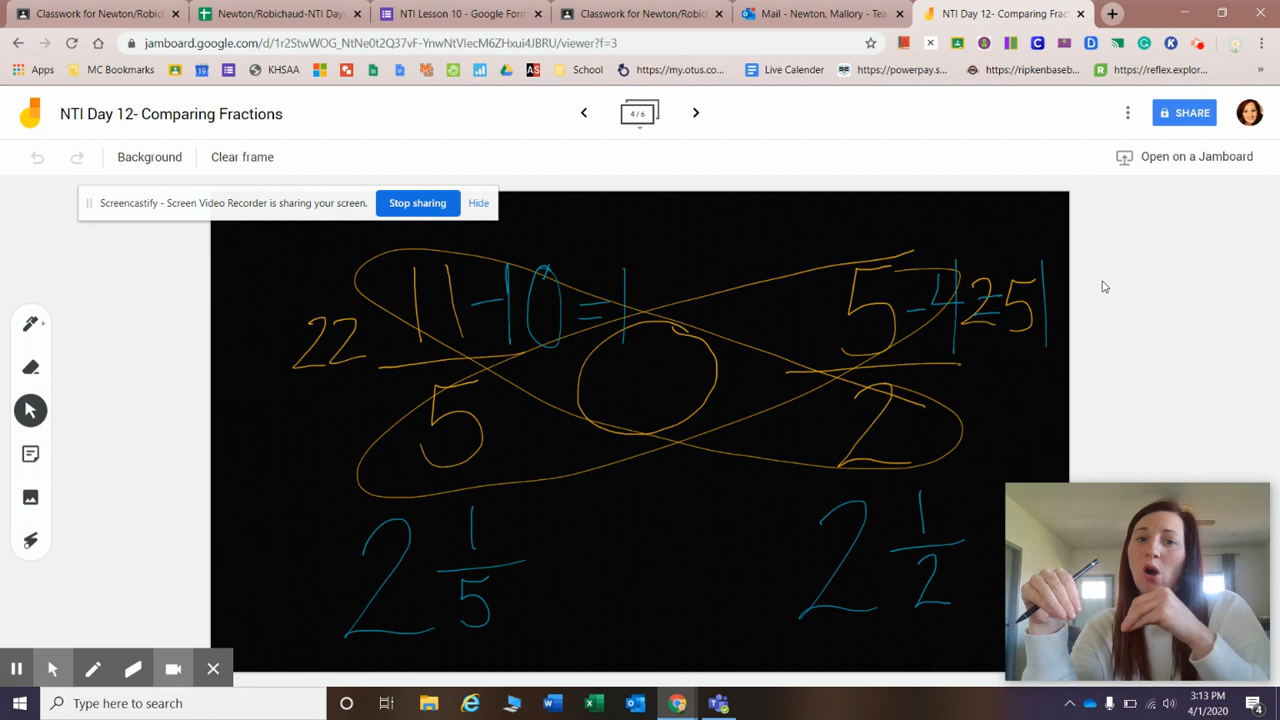 Classwork for Newton/Robich
Newton/Robichaud-NTI Days
NTI Lesson 10 - Google Form
Classwork for Newton/Robich
Mail - Newton, Mallory - Tea
NTI Day 12- Comparing Frac
jamboard.google.com/d/1r2StwWOG_NtNe0t2Q37vF-YnwNtVIecM6ZHxui4JBRU/viewer?f=3
Apps
MC Bookmarks
KHSAA
School
https://my.otus.co...
Live Calender
https://powerpay.s...
https://ripkenbaseb...
https://reflex.explor...
NTI Day 12- Comparing Fractions
4/6
SHARE
Background
Clear frame
Open on a Jamboard
Screencastify - Screen Video Recorder is sharing your screen.
Stop sharing
Hide
22 11 - 10 = 1
5
5 - 4 = 1
25
2
2 1/5
2 1/2
Type here to search
3:13 PM
4/1/2020
4